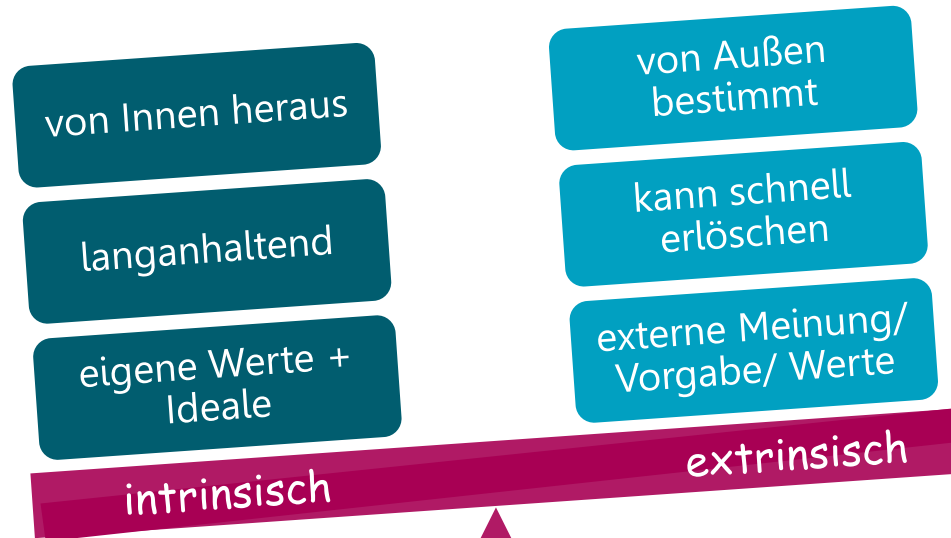 von Innen heraus
langanhaltend
eigene Werte +
Ideale
intrinsisch
von Außen
bestimmt
kann schnell
erlöschen
externe Meinung/
Vorgabe/ Werte
extrinsisch